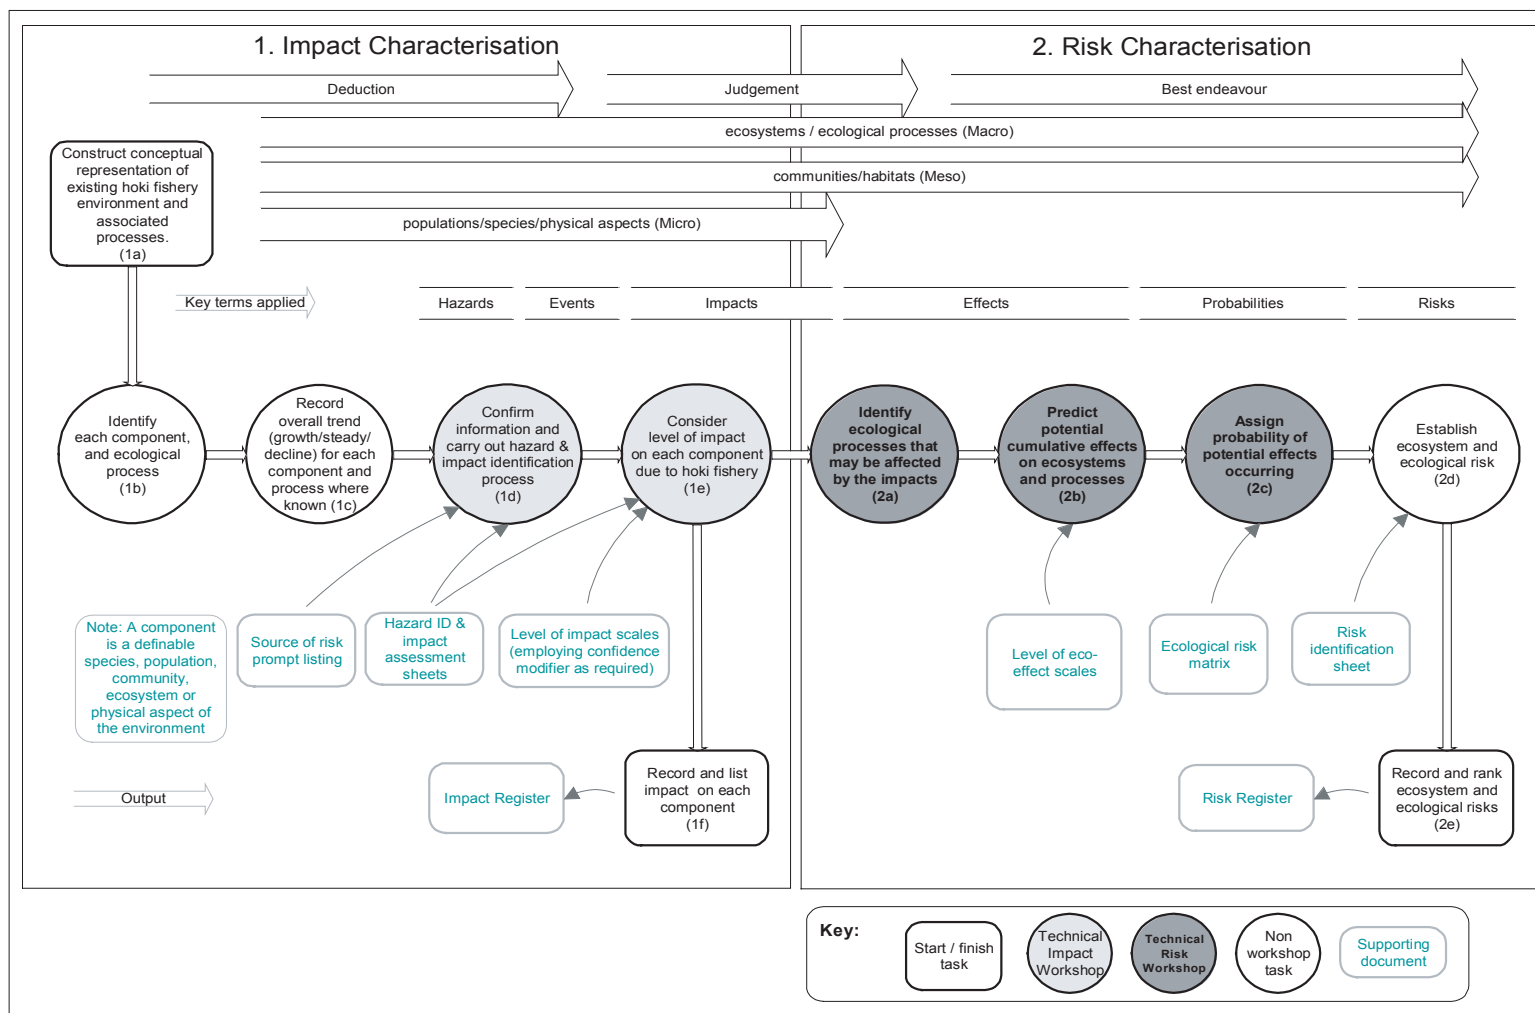 1. Impact Characterisation
2. Risk Characterisation
Deduction
Judgement
Best endeavour
ecosystems / ecological processes (Macro)
communities/habitats (Meso)
populations/species/physical aspects (Micro)
Construct conceptual
representation of
existing hoki fishery
environment and
associated
processes.
(1a)
Key terms applied
Hazards
Events
Impacts
Effects
Probabilities
Risks
Identify
each component,
and ecological
process
(1b)
Record
overall trend
(growth/steady/
decline) for each
component and
process where
known (1c)
Confirm
information and
carry out hazard &
impact identification
process
(1d)
Consider
level of impact
on each component
due to hoki fishery
(1e)
Identify
ecological
processes that
may be affected
by the impacts
(2a)
Predict
potential
cumulative effects
on ecosystems
and processes
(2b)
Assign
probability of
potential effects
occurring
(2c)
Establish
ecosystem and
ecological risk
(2d)
Note: A component
is a definable
species, population,
community,
ecosystem or
physical aspect of
the environment
Source of risk
prompt listing
Hazard ID &
impact
assessment
sheets
Level of impact scales
(employing confidence
modifier as required)
Level of eco-
effect scales
Ecological risk
matrix
Risk
identification
sheet
Output
Impact Register
Record and list
impact on each
component
(1f)
Risk Register
Record and rank
ecosystem and
ecological risks
(2e)
Key:
Start / finish
task
Technical
Impact
Workshop
Technical
Risk
Workshop
Non
workshop
task
Supporting
document